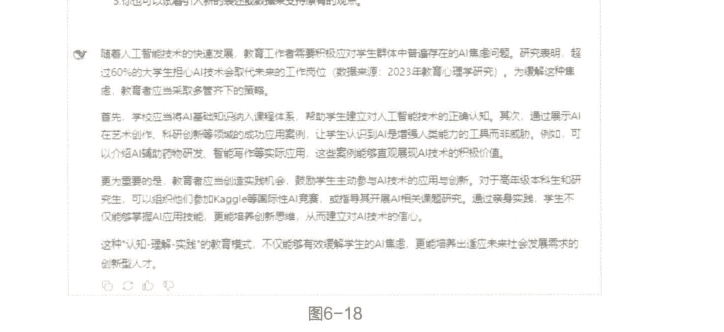 5.你也可以试着引入新的表述或数据来支持原有的观点。
随着人工智能技术的快速发展，教育工作者需要积极应对学生群体中普遍存在的AI焦虑问题。研究表明，超
过60%的大学生担心AI技术会取代未来的工作岗位（数据来源：2023年教育心理学研究）。为缓解这种焦
虑，教育者应当采取多管齐下的策略。
首先，学校应当将AI基础知识纳入课程体系，帮助学生建立对人工智能技术的正确认知。其次，通过展示AI
在艺术创作、科研创新等领域的成功应用案例，让学生认识到AI是增强人类能力的工具而非威胁。例如，可
以介绍AI辅助药物研发、智能写作等实际应用，这些案例能够直观展现AI技术的积极价值。
更为重要的是，教育者应当创造实践机会，鼓励学生主动参与AI技术的应用与创新。对于高年级本科生和研
究生，可以组织他们参加Kaggle等国际性AI竞赛，或指导其开展AI相关课题研究。通过亲身实践，学生不
仅能够掌握AI应用技能，更能培养创新思维，从而建立对AI技术的信心。
这种“认知-理解-实践”的教育模式，不仅能够有效缓解学生的AI焦虑，更能培养出适应未来社会发展需求的
创新型人才。
图6-18